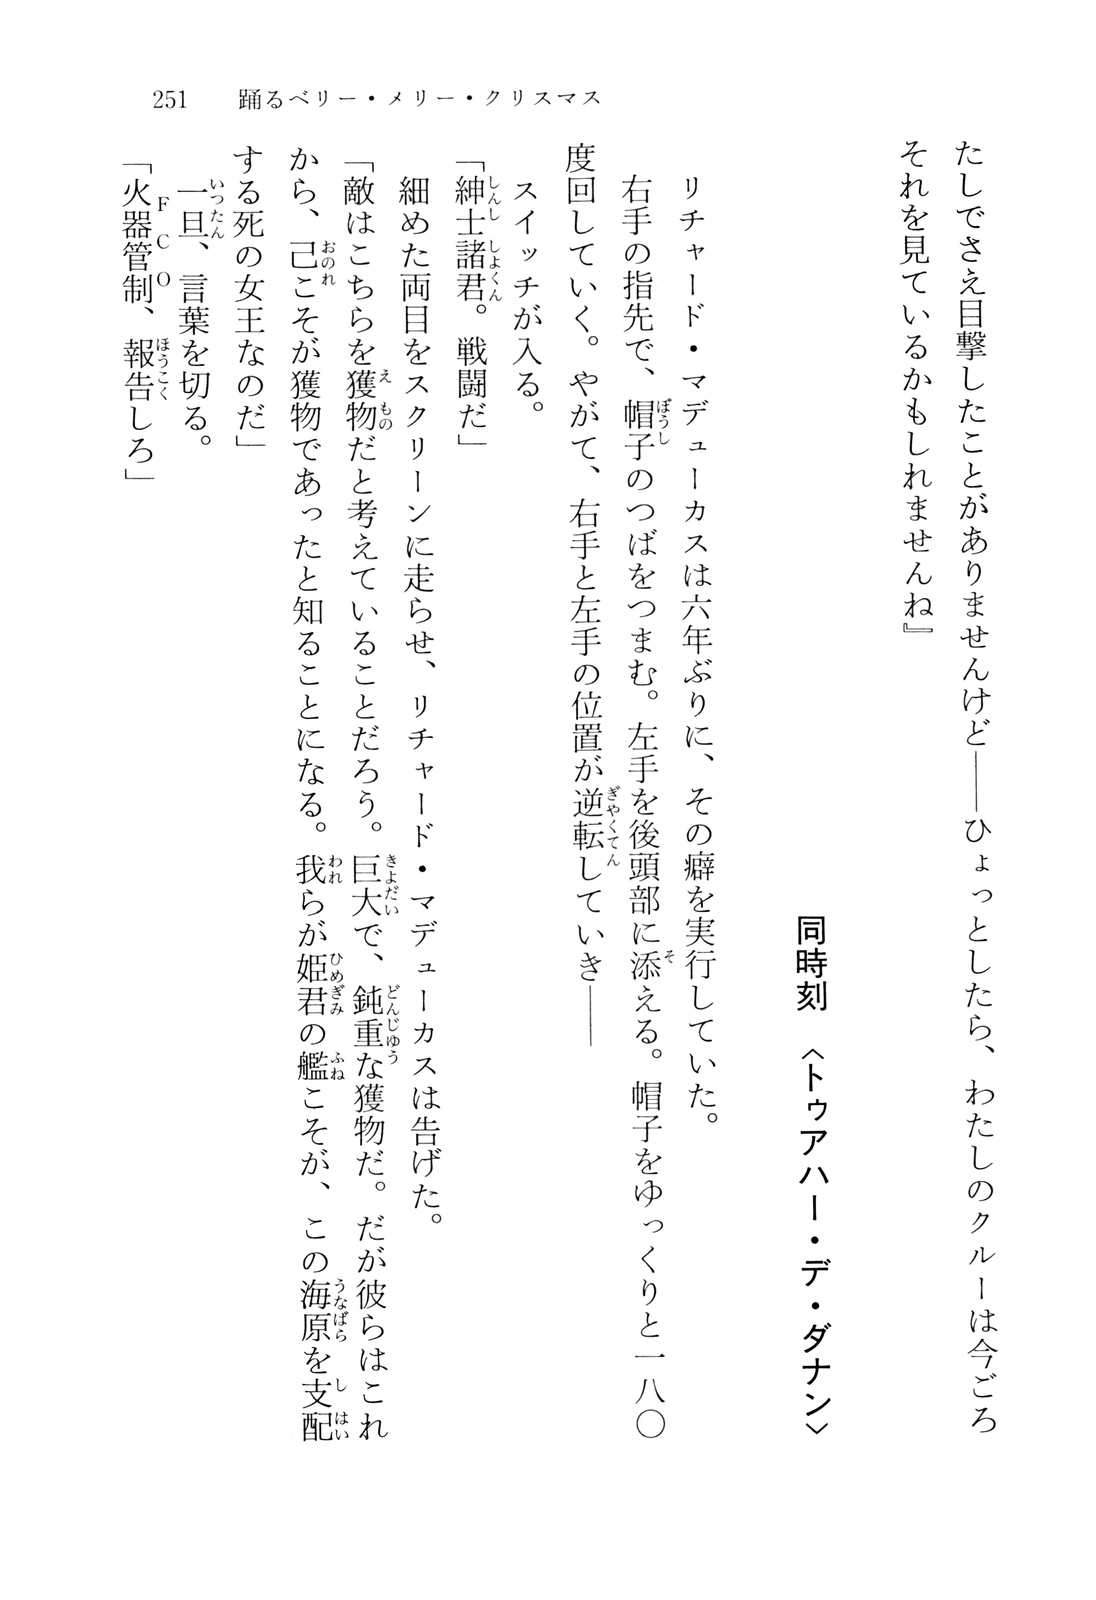 251　踊るベリー・メリー・クリスマス
たしでさえ目撃したことがありませんけど――ひょっとしたら、わたしのクルーは今ごろ
それを見ているかもしれませんね』
同時刻　〈トゥアハー・デ・ダナン〉
リチャード・マデューカスは六年ぶりに、その癖を実行していた。
右手の指先で、帽子のつばをつまむ。左手を後頭部に添える。帽子をゆっくりと一八〇
度回していく。やがて、右手と左手の位置が逆転していき――
スイッチが入る。
「紳士諸君。戦闘だ」
細めた両目をスクリーンに走らせ、リチャード・マデューカスは告げた。
「敵はこちらを獲物だと考えていることだろう。巨大で、鈍重な獲物だ。だが彼らはこれ
から、己こそが獲物であったと知ることになる。我らが姫君の艦こそが、この海原を支配
する死の女王なのだ」
一旦、言葉を切る。
「火器管制、報告しろ」